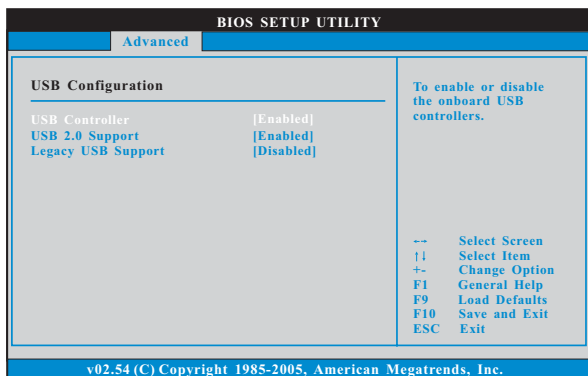 BIOS SETUP UTILITY
Advanced
USB Configuration
USB Controller [Enabled]
USB 2.0 Support [Enabled]
Legacy USB Support [Disabled]
To enable or disable
the onboard USB
controllers.
←→ Select Screen
↑↓ Select Item
+- Change Option
F1 General Help
F9 Load Defaults
F10 Save and Exit
ESC Exit
v02.54 (C) Copyright 1985-2005, American Megatrends, Inc.